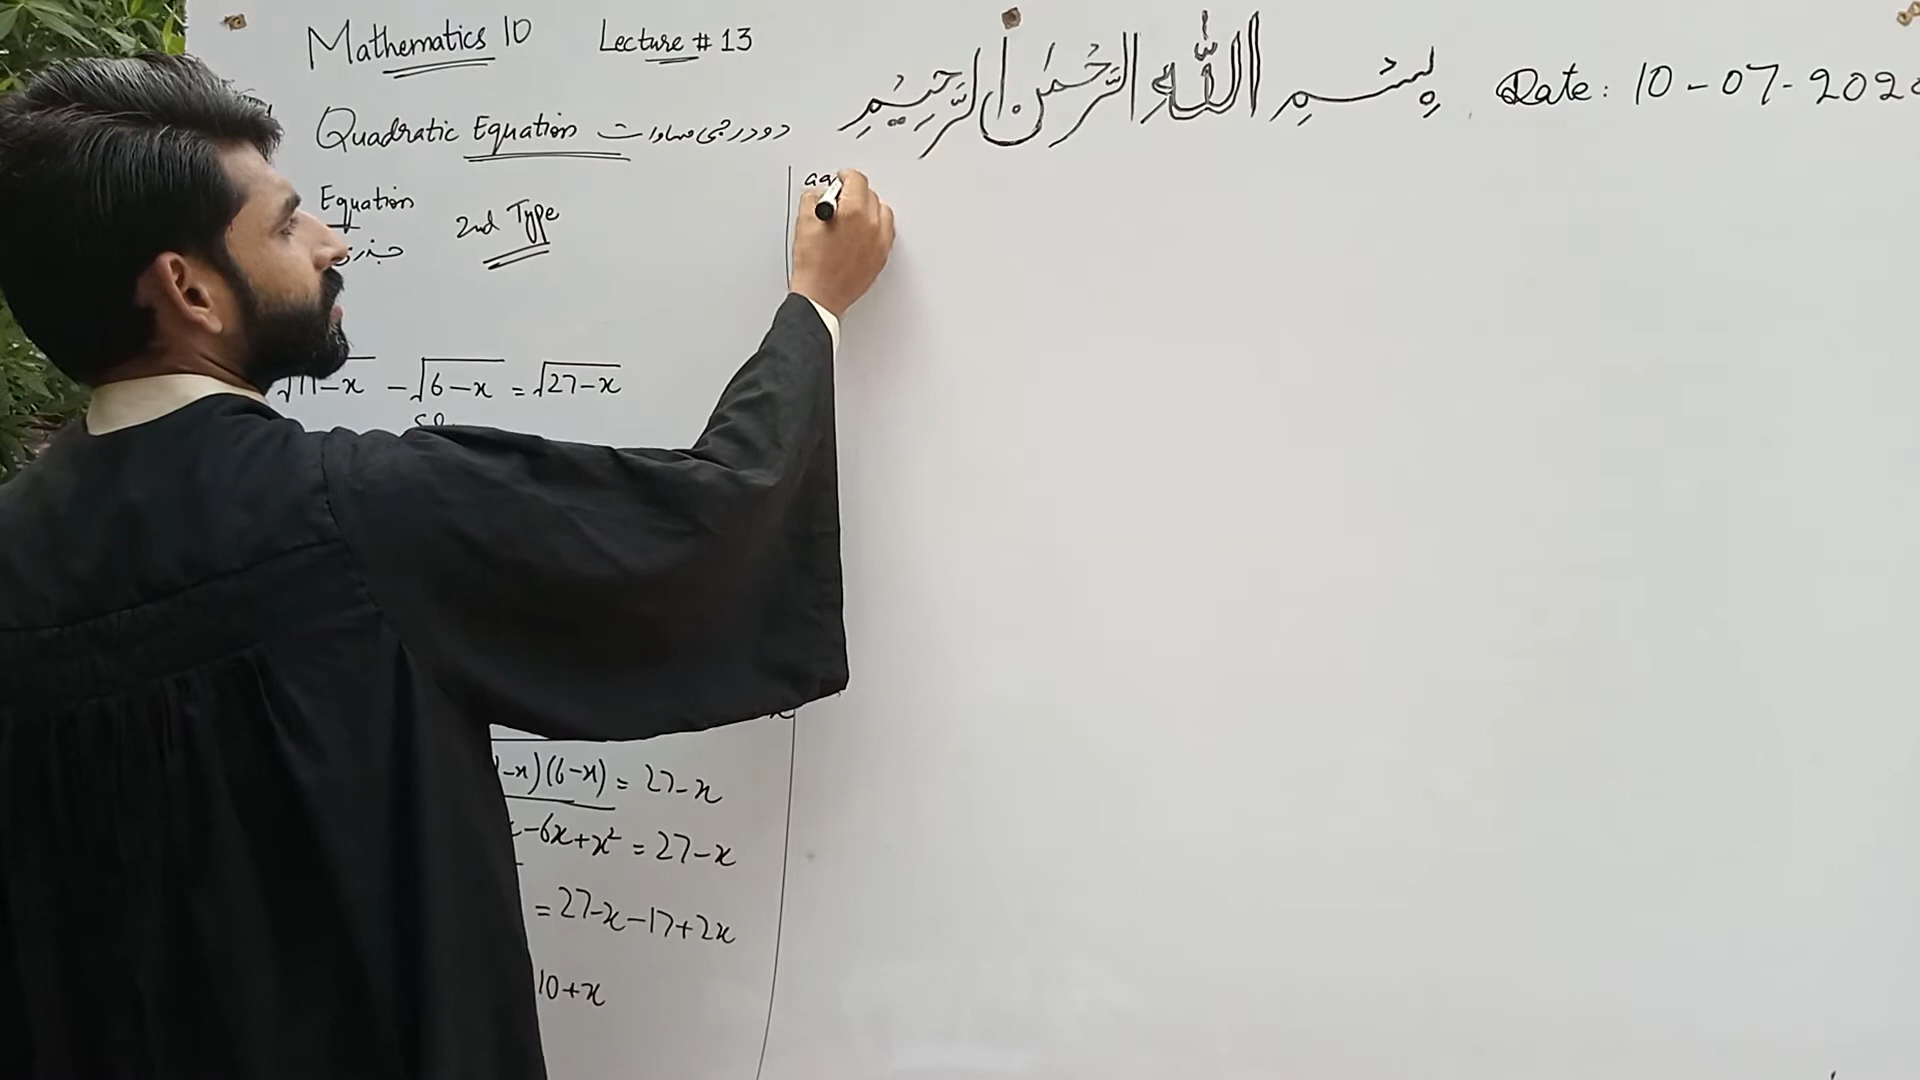 Mathematics 10 Lecture # 13
بِسْمِ اللّٰهِ الرَّحْمٰنِ الرَّحِيْمِ
Date: 10-07-202
Quadratic Equation دو درجی مساوات
Equation
2nd Type
√11-x - √6-x = √27-x
-x)(6-x) = 27-x
-6x+x² = 27-x
= 27-x-17+2x
10+x